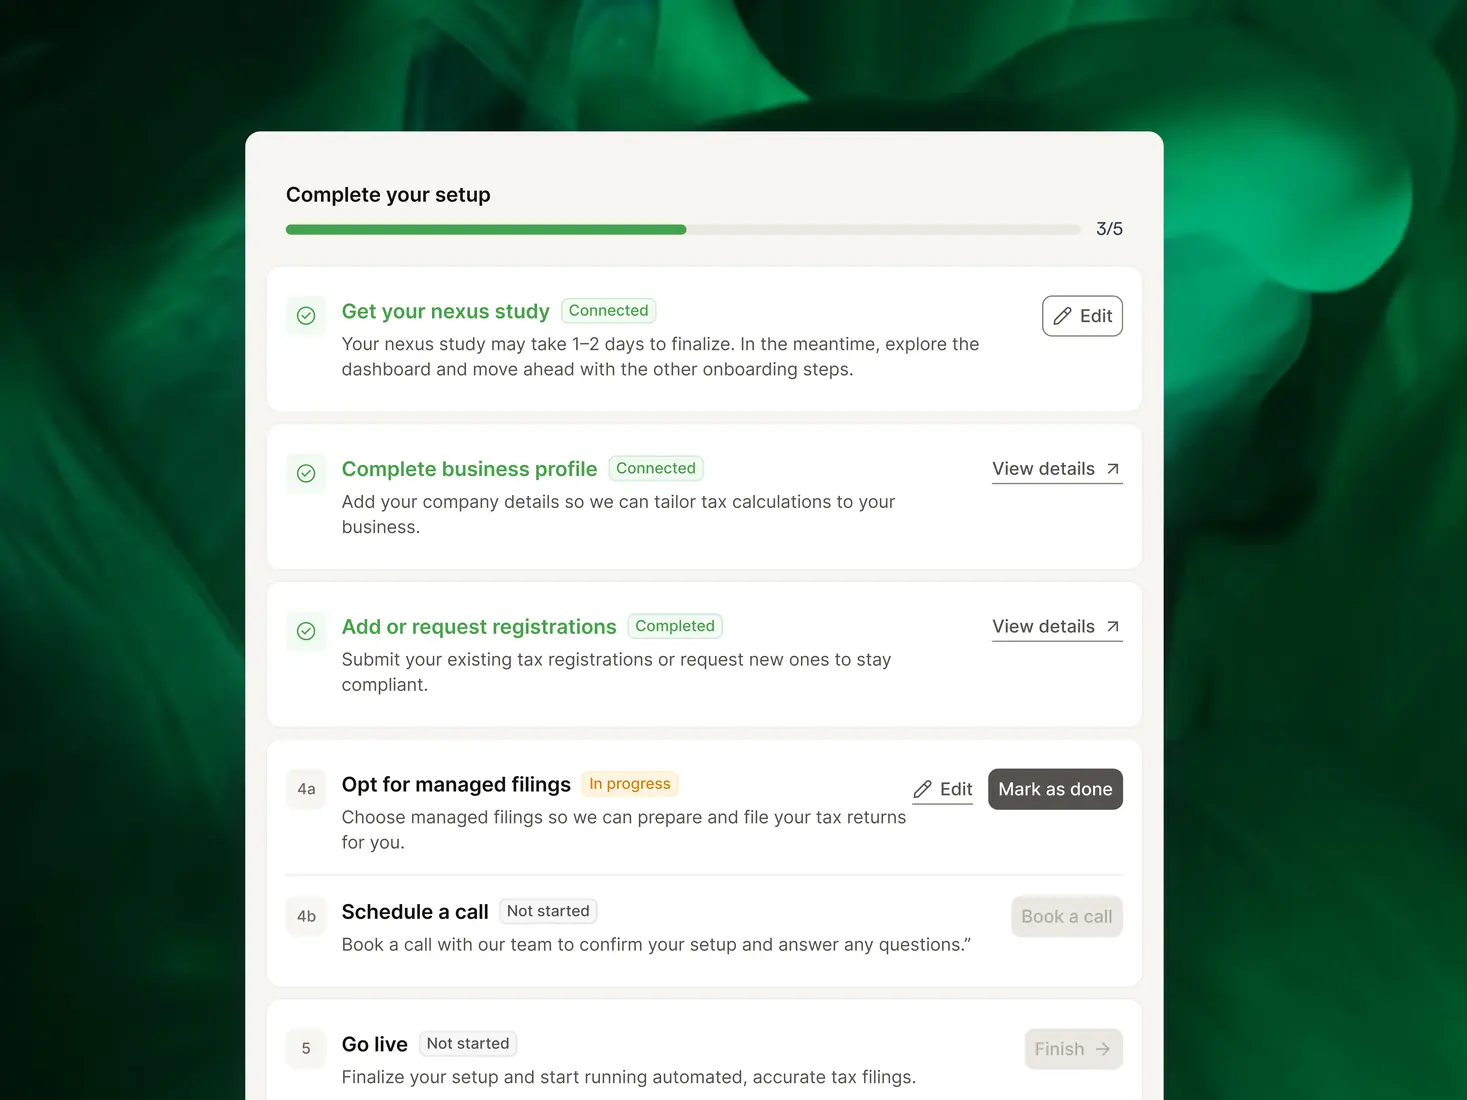 Complete your setup
3/5
Get your nexus study Connected
Edit
Your nexus study may take 1–2 days to finalize. In the meantime, explore the
dashboard and move ahead with the other onboarding steps.
Complete business profile Connected
View details
Add your company details so we can tailor tax calculations to your
business.
Add or request registrations Completed
View details
Submit your existing tax registrations or request new ones to stay
compliant.
4a
Opt for managed filings In progress
Edit
Mark as done
Choose managed filings so we can prepare and file your tax returns
for you.
4b
Schedule a call Not started
Book a call
Book a call with our team to confirm your setup and answer any questions.”
5
Go live Not started
Finish
Finalize your setup and start running automated, accurate tax filings.